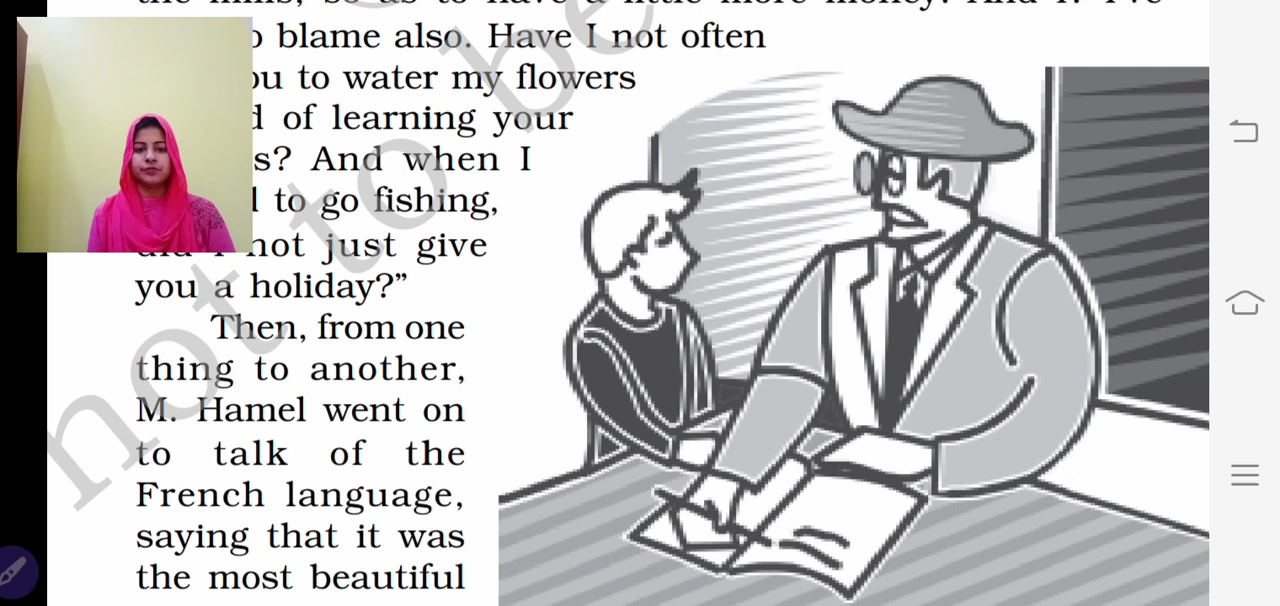 blame also. Have I not often
to water my flowers
of learning your
And when I
to go fishing,
not just give
you a holiday?”
Then, from one
thing to another,
M. Hamel went on
to talk of the
French language,
saying that it was
the most beautiful
not to be